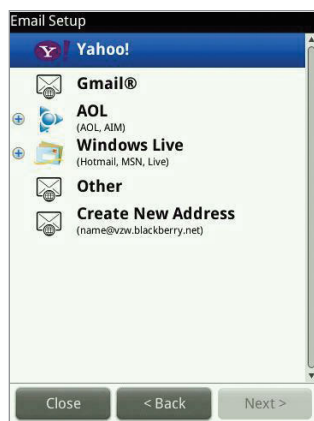 Email Setup
Yahoo!
Gmail®
AOL
(AOL, AIM)
Windows Live
(Hotmail, MSN, Live)
Other
Create New Address
(name@vzw.blackberry.net)
Close
< Back
Next >